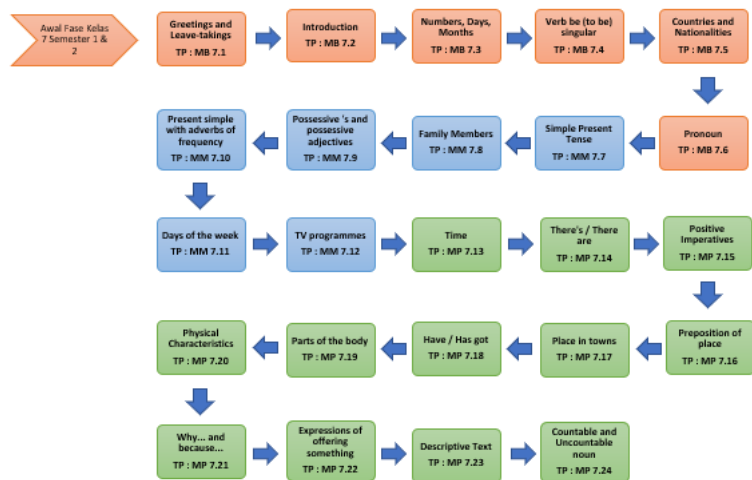 Awal Fase Kelas
7 Semester 1 &
2
Greetings and
Leave-takings
TP : MB 7.1
Introduction
TP : MB 7.2
Numbers, Days,
Months
TP : MB 7.3
Verb be (to be)
singular
TP : MB 7.4
Countries and
Nationalities
TP : MB 7.5
Pronoun
TP : MB 7.6
Simple Present
Tense
TP : MM 7.7
Family Members
TP : MM 7.8
Possessive 's and
possessive
adjectives
TP : MM 7.9
Present simple
with adverbs of
frequency
TP : MM 7.10
Days of the week
TP : MM 7.11
TV programmes
TP : MM 7.12
Time
TP : MP 7.13
There's / There
are
TP : MP 7.14
Positive
Imperatives
TP : MP 7.15
Preposition of
place
TP : MP 7.16
Place in towns
TP : MP 7.17
Have / Has got
TP : MP 7.18
Parts of the body
TP : MP 7.19
Physical
Characteristics
TP : MP 7.20
Why... and
because...
TP : MP 7.21
Expressions of
offering
something
TP : MP 7.22
Descriptive Text
TP : MP 7.23
Countable and
Uncountable
noun
TP : MP 7.24